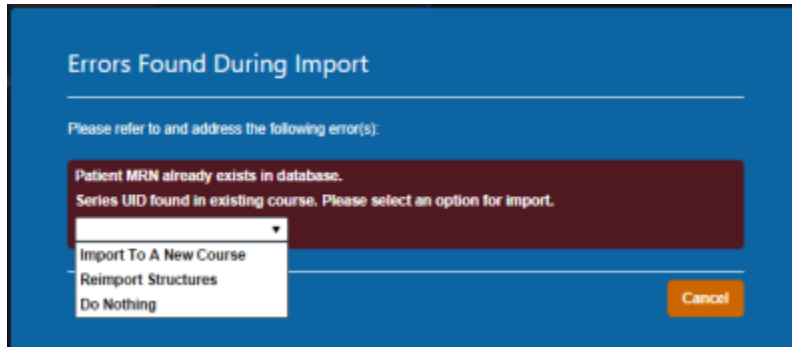 Errors Found During Import
Please refer to and address the following error(s):
Patient MRN already exists in database.
Series UID found in existing course. Please select an option for import.
Import To A New Course
Reimport Structures
Do Nothing
Cancel